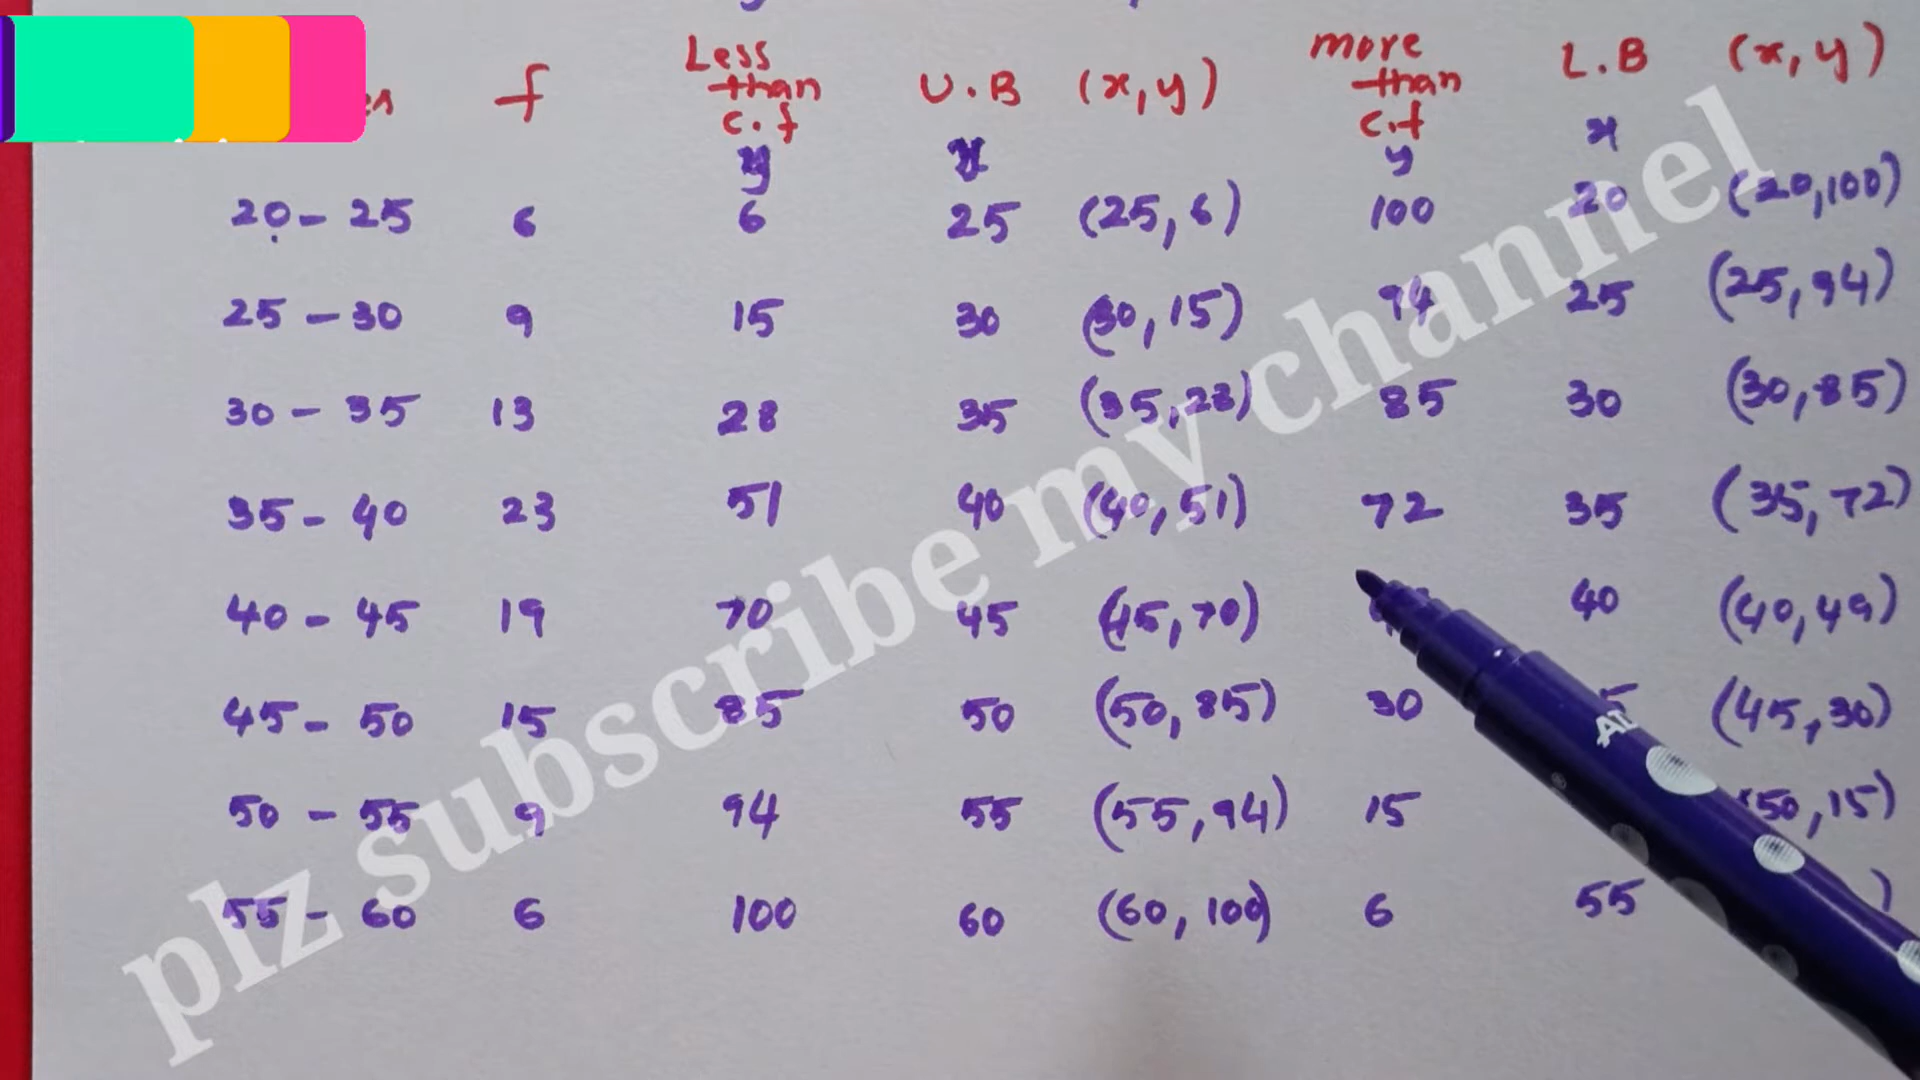 f Less than c.f U.B (x,y) more than c.f L.B (x,y)
y x y x
20 - 25 6 6 25 (25,6) 100 20 (20,100)
25 - 30 9 15 30 (30,15) 94 25 (25,94)
30 - 35 13 28 35 (35,28) 85 30 (30,85)
35 - 40 23 51 40 (40,51) 72 35 (35,72)
40 - 45 19 70 45 (45,70) 40 (40,49)
45 - 50 15 85 50 (50,85) 30 (45,30)
50 - 55 9 94 55 (55,94) 15 50,15)
55 - 60 6 100 60 (60,100) 6 55
plz subscribe my channel